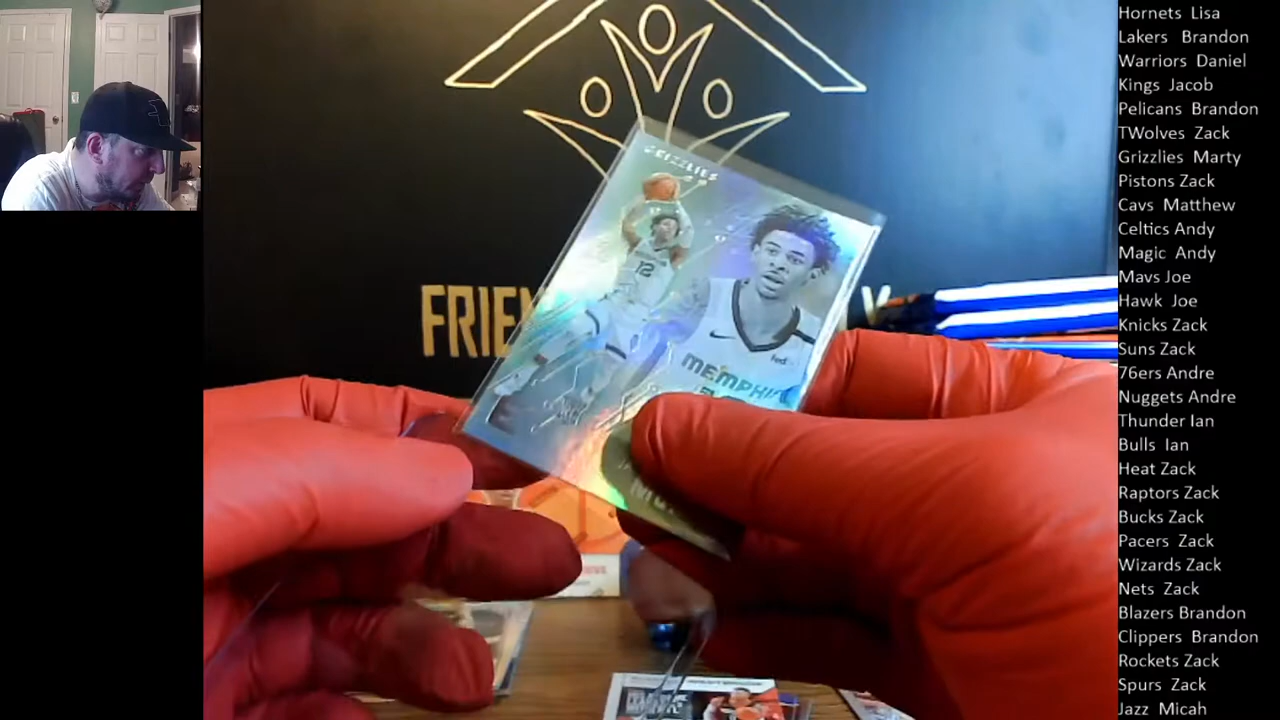 Hornets Lisa
Lakers Brandon
Warriors Daniel
Kings Jacob
Pelicans Brandon
TWolves Zack
Grizzlies Marty
Pistons Zack
Cavs Matthew
Celtics Andy
Magic Andy
Mavs Joe
Hawk Joe
Knicks Zack
Suns Zack
76ers Andre
Nuggets Andre
Thunder Ian
Bulls Ian
Heat Zack
Raptors Zack
Bucks Zack
Pacers Zack
Wizards Zack
Nets Zack
Blazers Brandon
Clippers Brandon
Rockets Zack
Spurs Zack
Jazz Micah
GRIZZLIES
12
MEMPHIS
FedEx
FRIEN
Y